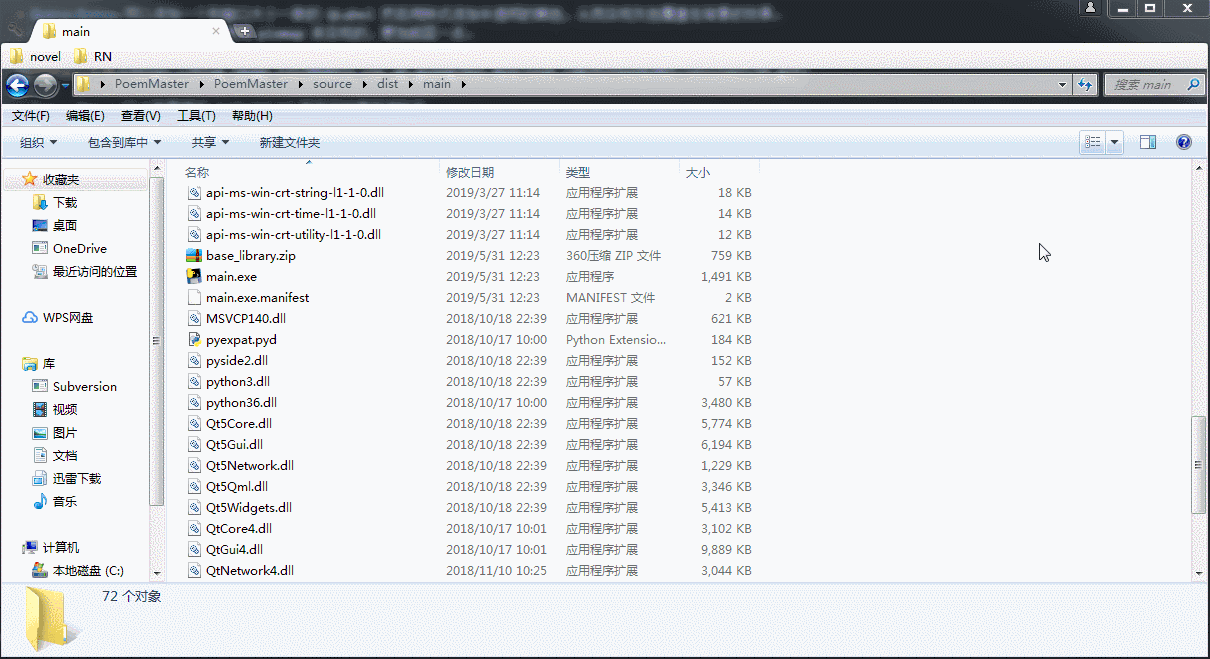 main
novel RN
PoemMaster PoemMaster source dist main 搜索 main
文件(F) 编辑(E) 查看(V) 工具(T) 帮助(H)
组织 包含到库中 共享 新建文件夹
收藏夹
下载
桌面
OneDrive
最近访问的位置
WPS网盘
库
Subversion
视频
图片
文档
迅雷下载
音乐
计算机
本地磁盘 (C:)
名称 修改日期 类型 大小
api-ms-win-crt-string-l1-1-0.dll 2019/3/27 11:14 应用程序扩展 18 KB
api-ms-win-crt-time-l1-1-0.dll 2019/3/27 11:14 应用程序扩展 14 KB
api-ms-win-crt-utility-l1-1-0.dll 2019/3/27 11:14 应用程序扩展 12 KB
base_library.zip 2019/5/31 12:23 360压缩 ZIP 文件 759 KB
main.exe 2019/5/31 12:23 应用程序 1,491 KB
main.exe.manifest 2019/5/31 12:23 MANIFEST 文件 2 KB
MSVCP140.dll 2018/10/18 22:39 应用程序扩展 621 KB
pyexpat.pyd 2018/10/17 10:00 Python Extensio... 184 KB
pyside2.dll 2018/10/18 22:39 应用程序扩展 152 KB
python3.dll 2018/10/18 22:39 应用程序扩展 57 KB
python36.dll 2018/10/17 10:00 应用程序扩展 3,480 KB
Qt5Core.dll 2018/10/18 22:39 应用程序扩展 5,774 KB
Qt5Gui.dll 2018/10/18 22:39 应用程序扩展 6,194 KB
Qt5Network.dll 2018/10/18 22:39 应用程序扩展 1,229 KB
Qt5Qml.dll 2018/10/18 22:39 应用程序扩展 3,346 KB
Qt5Widgets.dll 2018/10/18 22:39 应用程序扩展 5,413 KB
QtCore4.dll 2018/10/17 10:01 应用程序扩展 3,102 KB
QtGui4.dll 2018/10/17 10:01 应用程序扩展 9,889 KB
QtNetwork4.dll 2018/11/10 10:25 应用程序扩展 3,044 KB
72 个对象